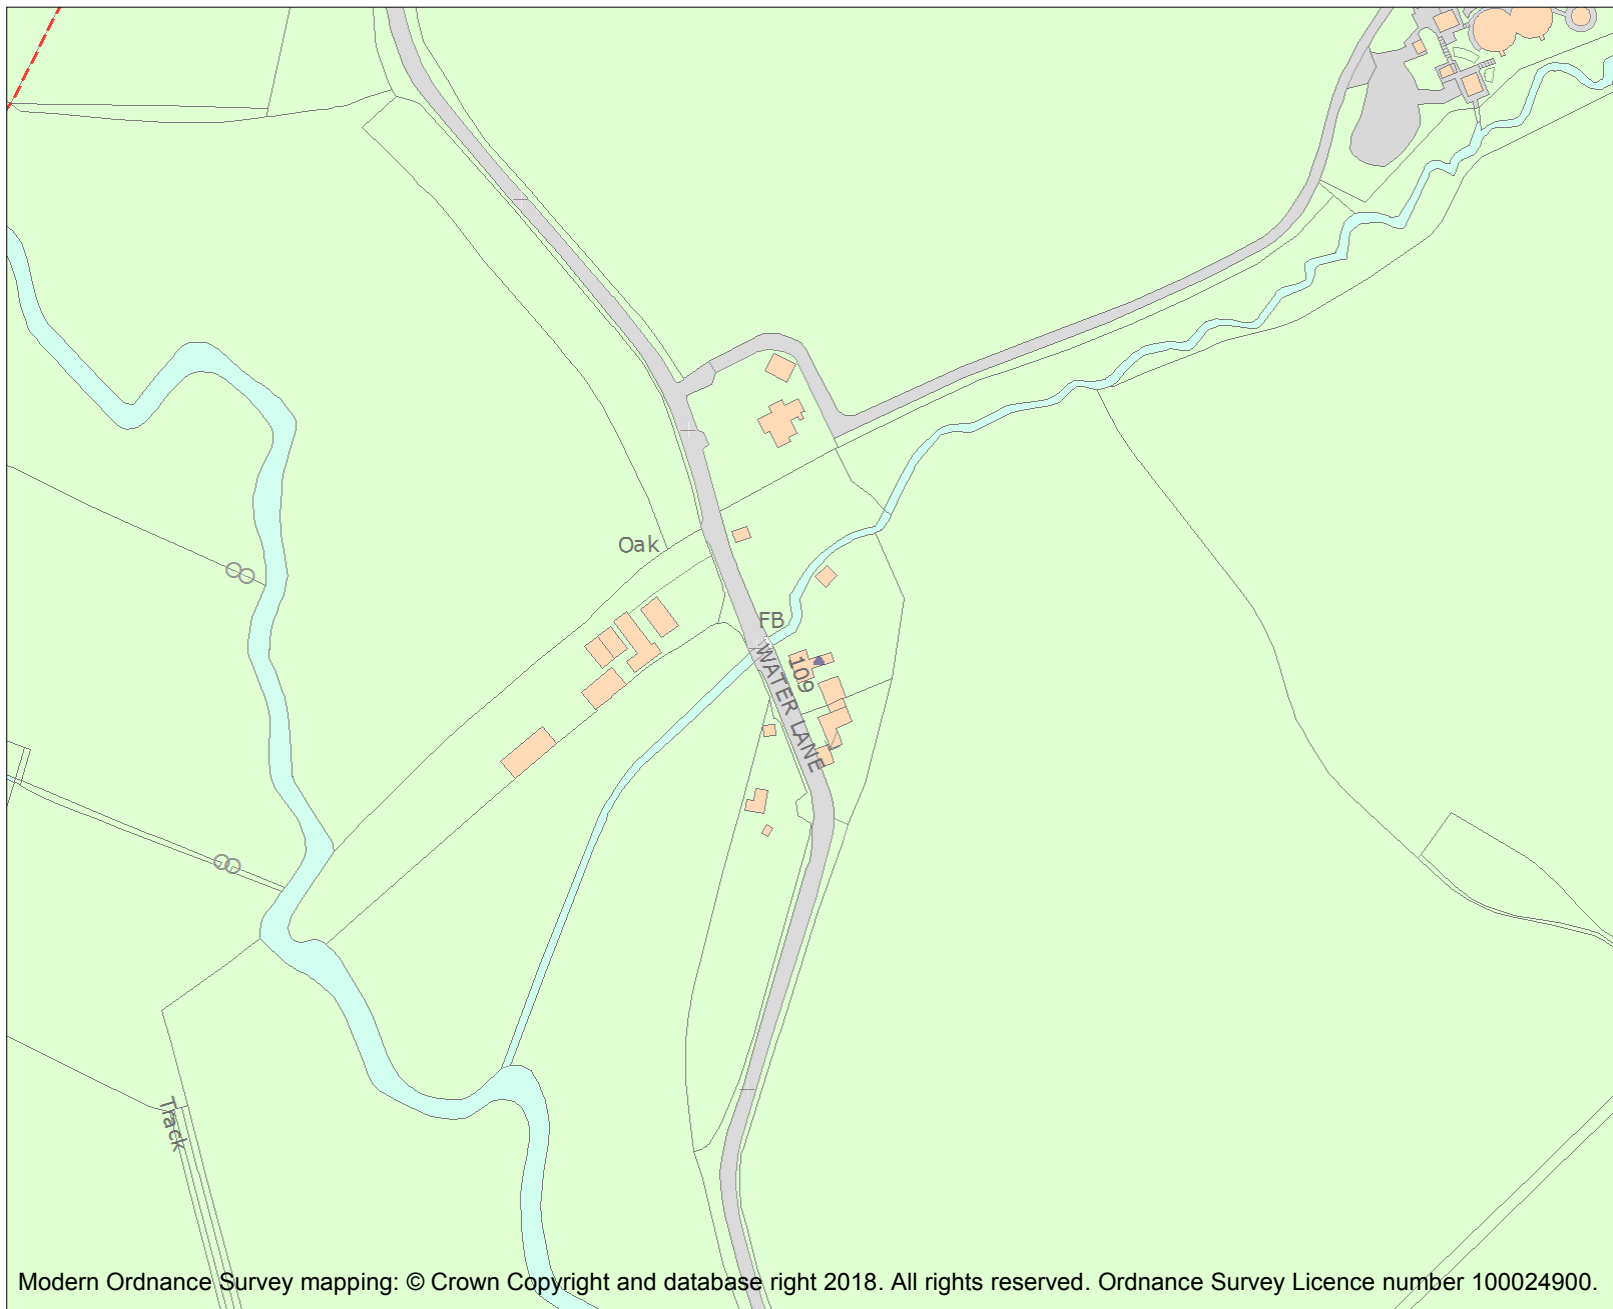 Oak
FB
109
WATER LANE
Track
Modern Ordnance Survey mapping: © Crown Copyright and database right 2018. All rights reserved. Ordnance Survey Licence number 100024900.